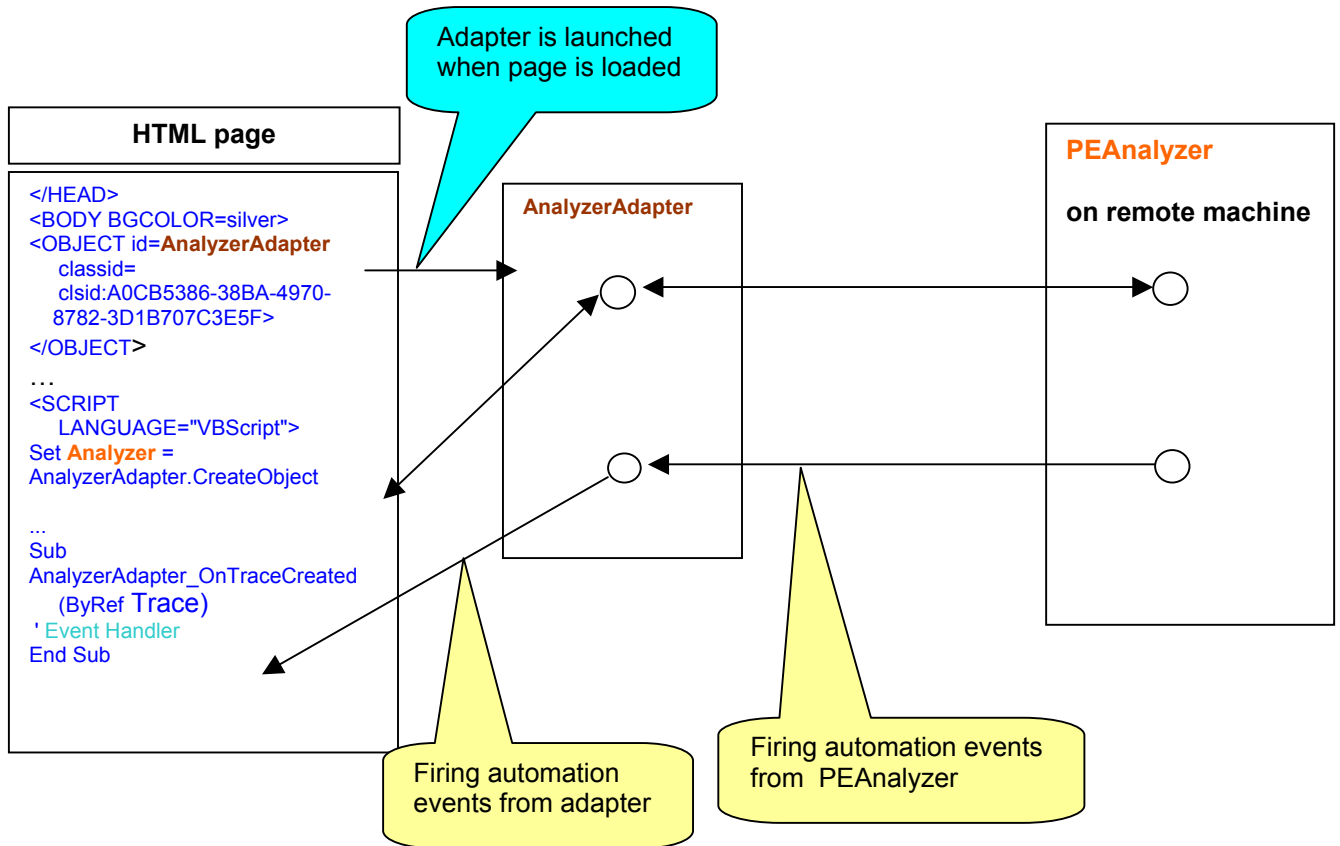 Adapter is launched
when page is loaded
HTML page
</HEAD>
<BODY BGCOLOR=silver>
<OBJECT id=AnalyzerAdapter
classid=
clsid:A0CB5386-38BA-4970-
8782-3D1B707C3E5F>
</OBJECT>
...
<SCRIPT
LANGUAGE="VBScript">
Set Analyzer =
AnalyzerAdapter.CreateObject
...
Sub
AnalyzerAdapter_OnTraceCreated
(ByRef Trace)
' Event Handler
End Sub
AnalyzerAdapter
PEAnalyzer
on remote machine
Firing automation
events from adapter
Firing automation events
from PEAnalyzer